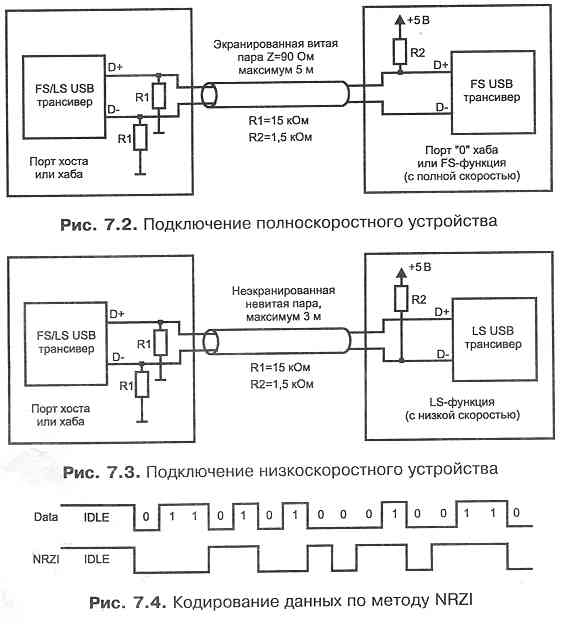 Экранированная витая
пара Z=90 Ом
максимум 5 м
FS/LS USB
трансивер
D+
D-
R1
R1
R1=15 кОм
R2=1,5 кОм
Порт хоста
или хаба
+5 В
R2
D+
D-
FS USB
трансивер
Порт "0" хаба
или FS-функция
(с полной скоростью)
Рис. 7.2. Подключение полноскоростного устройства
Неэкранированная
невитая пара,
максимум 3 м
FS/LS USB
трансивер
D+
D-
R1
R1
R1=15 кОм
R2=1,5 кОм
Порт хоста
или хаба
+5 В
R2
D+
D-
LS USB
трансивер
LS-функция
(с низкой скоростью)
Рис. 7.3. Подключение низкоскоростного устройства
Data IDLE 0 1 1 0 1 0 1 0 0 0 1 0 0 1 1 0
NRZI IDLE
Рис. 7.4. Кодирование данных по методу NRZI